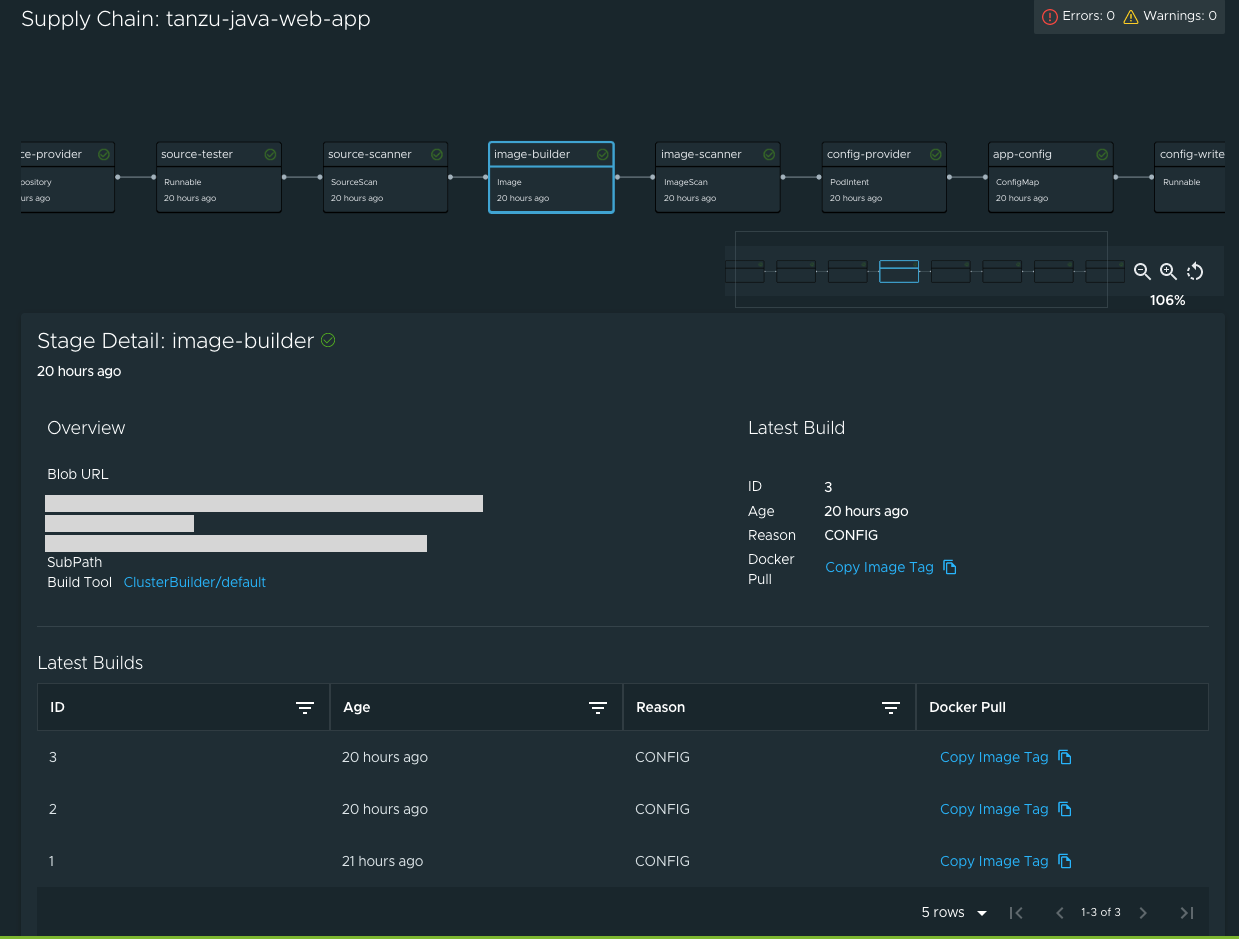 Supply Chain: tanzu-java-web-app
Errors: 0 Warnings: 0
ce-provider source-tester source-scanner image-builder image-scanner config-provider app-config config-write
pository Runnable SourceScan Image ImageScan PodIntent ConfigMap Runnable
urs ago 20 hours ago 20 hours ago 20 hours ago 20 hours ago 20 hours ago 20 hours ago
106%
Stage Detail: image-builder
20 hours ago
Overview
Blob URL
SubPath
Build Tool ClusterBuilder/default
Latest Build
ID 3
Age 20 hours ago
Reason CONFIG
Docker
Pull
Copy Image Tag
Latest Builds
ID Age Reason Docker Pull
3 20 hours ago CONFIG Copy Image Tag
2 20 hours ago CONFIG Copy Image Tag
1 21 hours ago CONFIG Copy Image Tag
5 rows 1-3 of 3